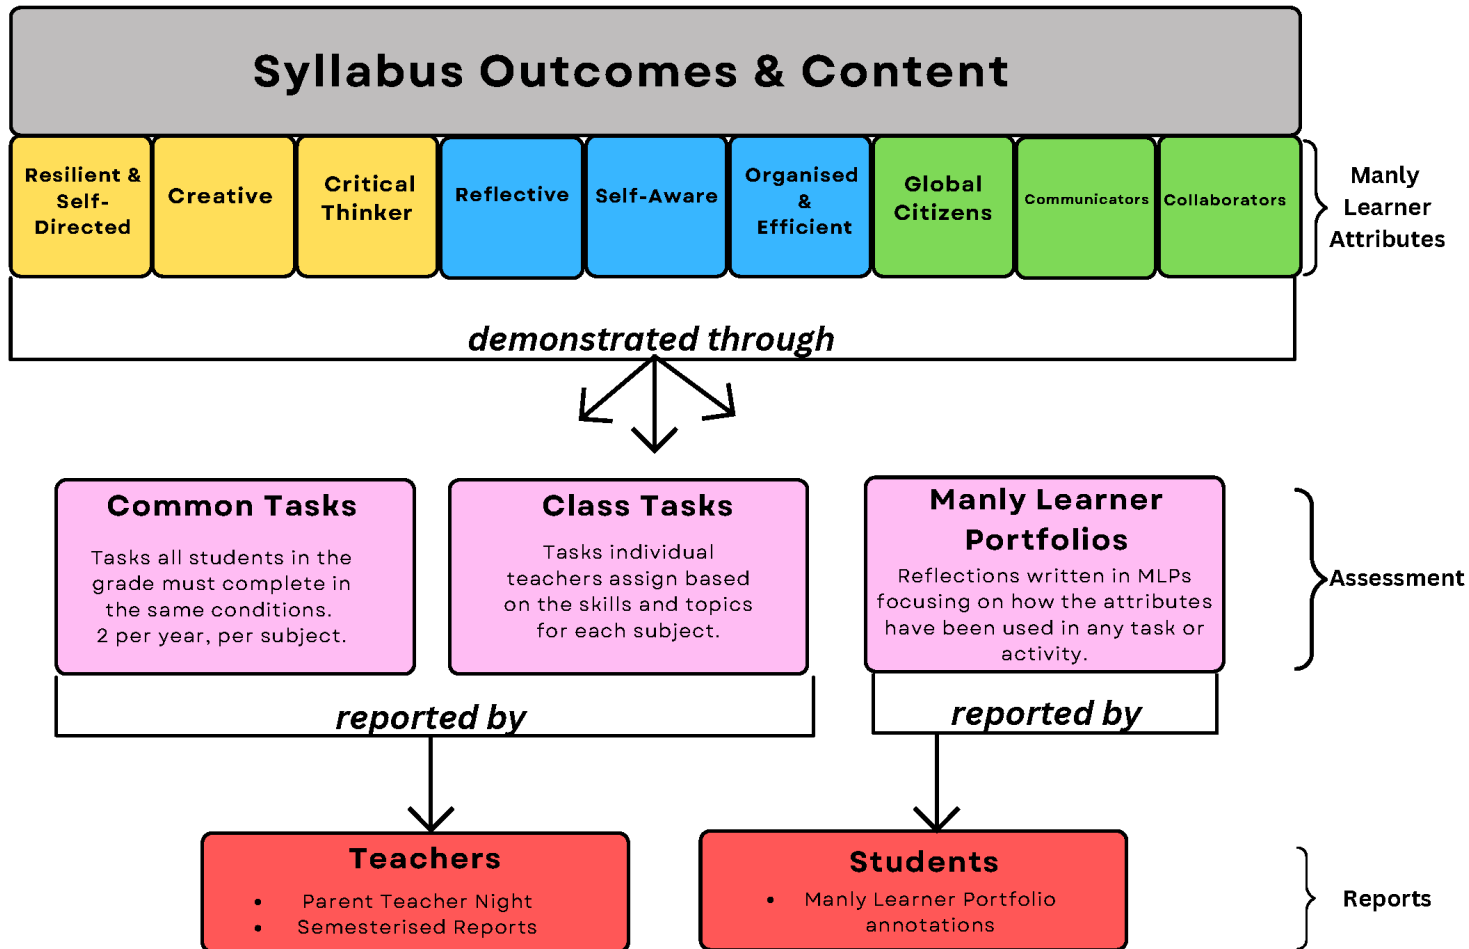 Syllabus Outcomes & Content
Resilient &
Self-
Directed
Creative
Critical
Thinker
Reflective
Self-Aware
Organised
&
Efficient
Global
Citizens
Communicators
Collaborators
Manly
Learner
Attributes
demonstrated through
Common Tasks
Tasks all students in the
grade must complete in
the same conditions.
2 per year, per subject.
Class Tasks
Tasks individual
teachers assign based
on the skills and topics
for each subject.
Manly Learner
Portfolios
Reflections written in MLPs
focusing on how the attributes
have been used in any task or
activity.
Assessment
reported by
reported by
Teachers
• Parent Teacher Night
• Semesterised Reports
Students
• Manly Learner Portfolio
annotations
Reports